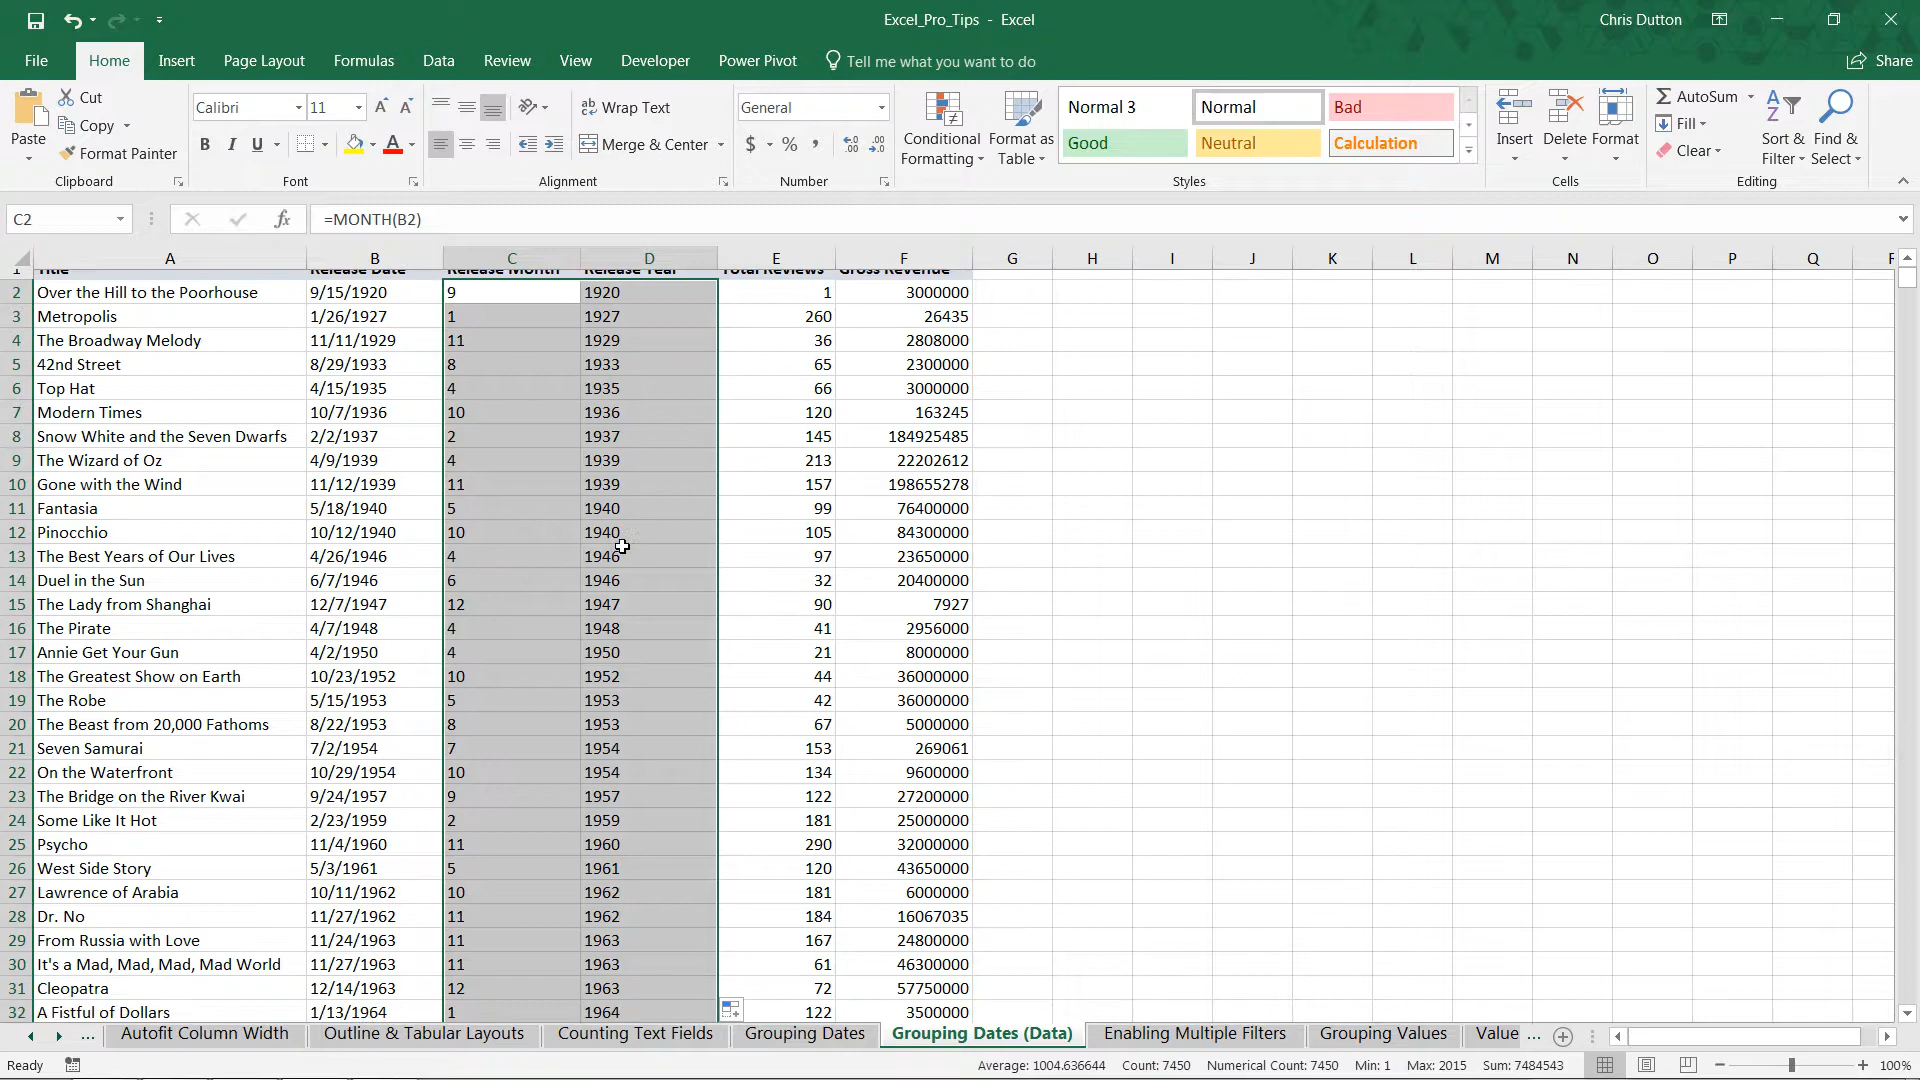 Excel_Pro_Tips - Excel
Chris Dutton
File Home Insert Page Layout Formulas Data Review View Developer Power Pivot Tell me what you want to do Share
Paste
Cut
Copy
Format Painter
Clipboard
Calibri 11
B I U
Font
Wrap Text
Merge & Center
Alignment
General
$ %
Number
Conditional Formatting
Format as Table
Normal 3 Normal Bad
Good Neutral Calculation
Styles
Insert Delete Format
Cells
AutoSum
Fill
Clear
Sort & Filter
Find & Select
Editing
C2 fx =MONTH(B2)
A B C D E F G H I J K L M N O P Q R
1 Title Release Date Release Month Release Year Total Reviews Gross Revenue
2 Over the Hill to the Poorhouse 9/15/1920 9 1920 1 3000000
3 Metropolis 1/26/1927 1 1927 260 26435
4 The Broadway Melody 11/11/1929 11 1929 36 2808000
5 42nd Street 8/29/1933 8 1933 65 2300000
6 Top Hat 4/15/1935 4 1935 66 3000000
7 Modern Times 10/7/1936 10 1936 120 163245
8 Snow White and the Seven Dwarfs 2/2/1937 2 1937 145 184925485
9 The Wizard of Oz 4/9/1939 4 1939 213 22202612
10 Gone with the Wind 11/12/1939 11 1939 157 198655278
11 Fantasia 5/18/1940 5 1940 99 76400000
12 Pinocchio 10/12/1940 10 1940 105 84300000
13 The Best Years of Our Lives 4/26/1946 4 1946 97 23650000
14 Duel in the Sun 6/7/1946 6 1946 32 20400000
15 The Lady from Shanghai 12/7/1947 12 1947 90 7927
16 The Pirate 4/7/1948 4 1948 41 2956000
17 Annie Get Your Gun 4/2/1950 4 1950 21 8000000
18 The Greatest Show on Earth 10/23/1952 10 1952 44 36000000
19 The Robe 5/15/1953 5 1953 42 36000000
20 The Beast from 20,000 Fathoms 8/22/1953 8 1953 67 5000000
21 Seven Samurai 7/2/1954 7 1954 153 269061
22 On the Waterfront 10/29/1954 10 1954 134 9600000
23 The Bridge on the River Kwai 9/24/1957 9 1957 122 27200000
24 Some Like It Hot 2/23/1959 2 1959 181 25000000
25 Psycho 11/4/1960 11 1960 290 32000000
26 West Side Story 5/3/1961 5 1961 120 43650000
27 Lawrence of Arabia 10/11/1962 10 1962 181 6000000
28 Dr. No 11/27/1962 11 1962 184 16067035
29 From Russia with Love 11/24/1963 11 1963 167 24800000
30 It's a Mad, Mad, Mad, Mad World 11/27/1963 11 1963 61 46300000
31 Cleopatra 12/14/1963 12 1963 72 57750000
32 A Fistful of Dollars 1/13/1964 1 1964 122 3500000
... Autofit Column Width Outline & Tabular Layouts Counting Text Fields Grouping Dates Grouping Dates (Data) Enabling Multiple Filters Grouping Values Value ...
Ready Average: 1004.636644 Count: 7450 Numerical Count: 7450 Min: 1 Max: 2015 Sum: 7484543 100%